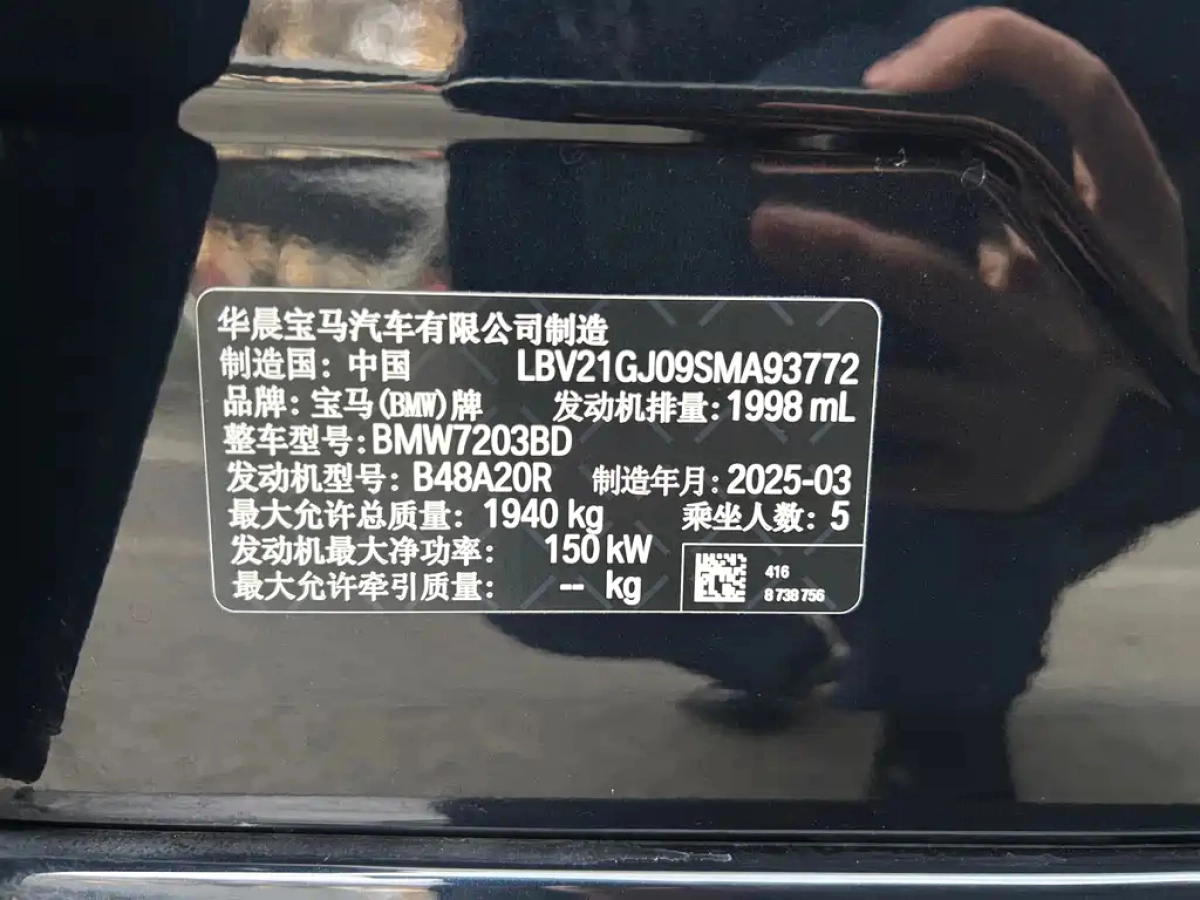 华晨宝马汽车有限公司制造
制造国：中国 LBV21GJ09SMA93772
品牌：宝马(BMW)牌 发动机排量：1998 mL
整车型号：BMW7203BD
发动机型号：B48A20R 制造年月：2025-03
最大允许总质量：1940 kg 乘坐人数：5
发动机最大净功率：150 kW
最大允许牵引质量：-- kg
416
8 738 756